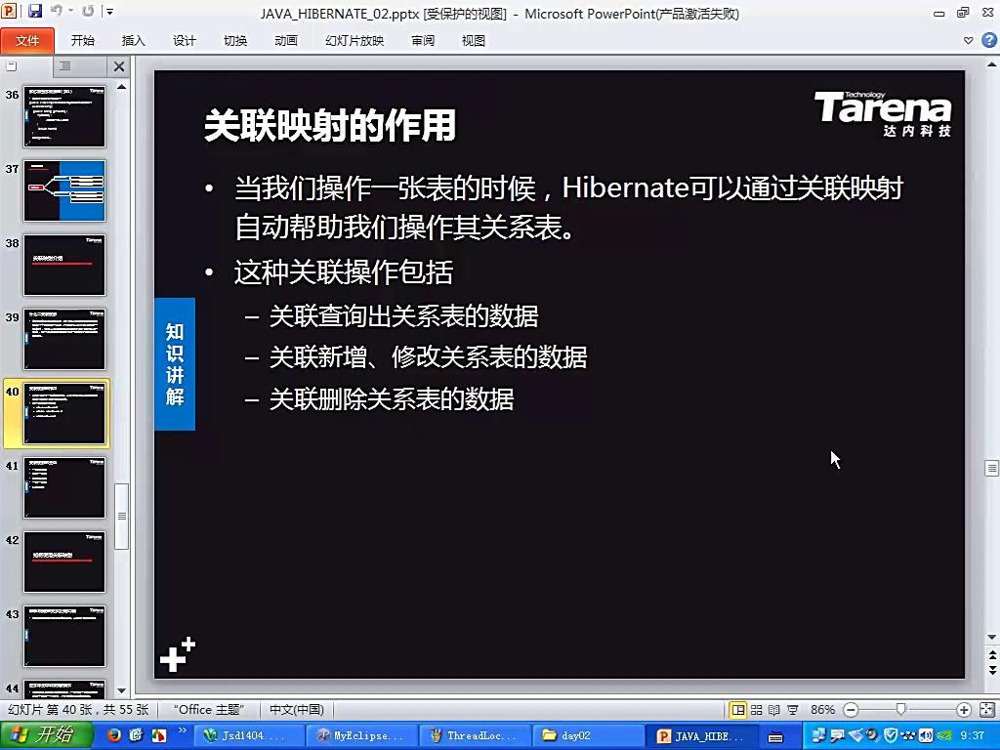 JAVA_HIBERNATE_02.pptx [受保护的视图] - Microsoft PowerPoint(产品激活失败)
文件 开始 插入 设计 切换 动画 幻灯片放映 审阅 视图
36
37
38
39
40
41
42
43
44
Technology
Tarena
达内科技
关联映射的作用
• 当我们操作一张表的时候，Hibernate可以通过关联映射
自动帮助我们操作其关系表。
• 这种关联操作包括
– 关联查询出关系表的数据
– 关联新增、修改关系表的数据
– 关联删除关系表的数据
知识讲解
幻灯片 第 40 张，共 55 张 "Office 主题" 中文(中国) 86%
开始 Jsd1404 ... MyEclipse... ThreadLoc... day02 JAVA_HIBE... 9:37